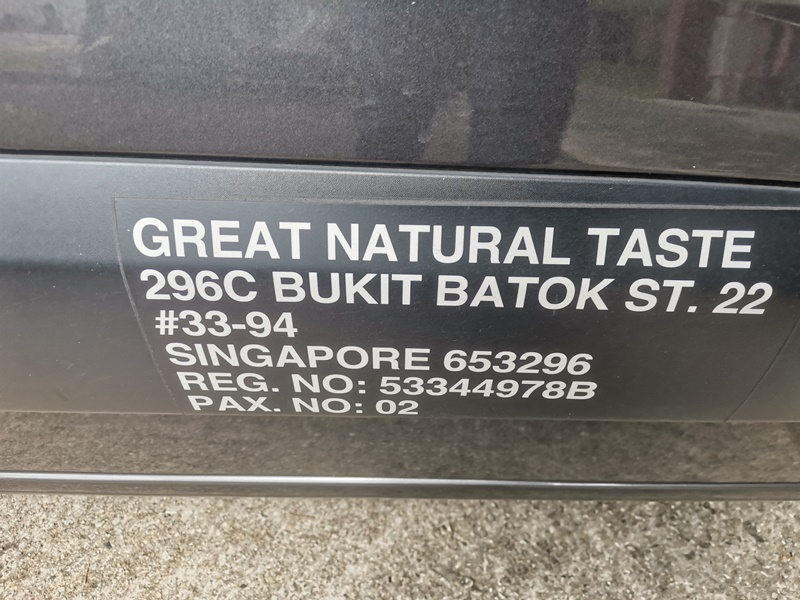 GREAT NATURAL TASTE
296C BUKIT BATOK ST. 22
#33-94
SINGAPORE 653296
REG. NO: 53344978B
PAX. NO: 02